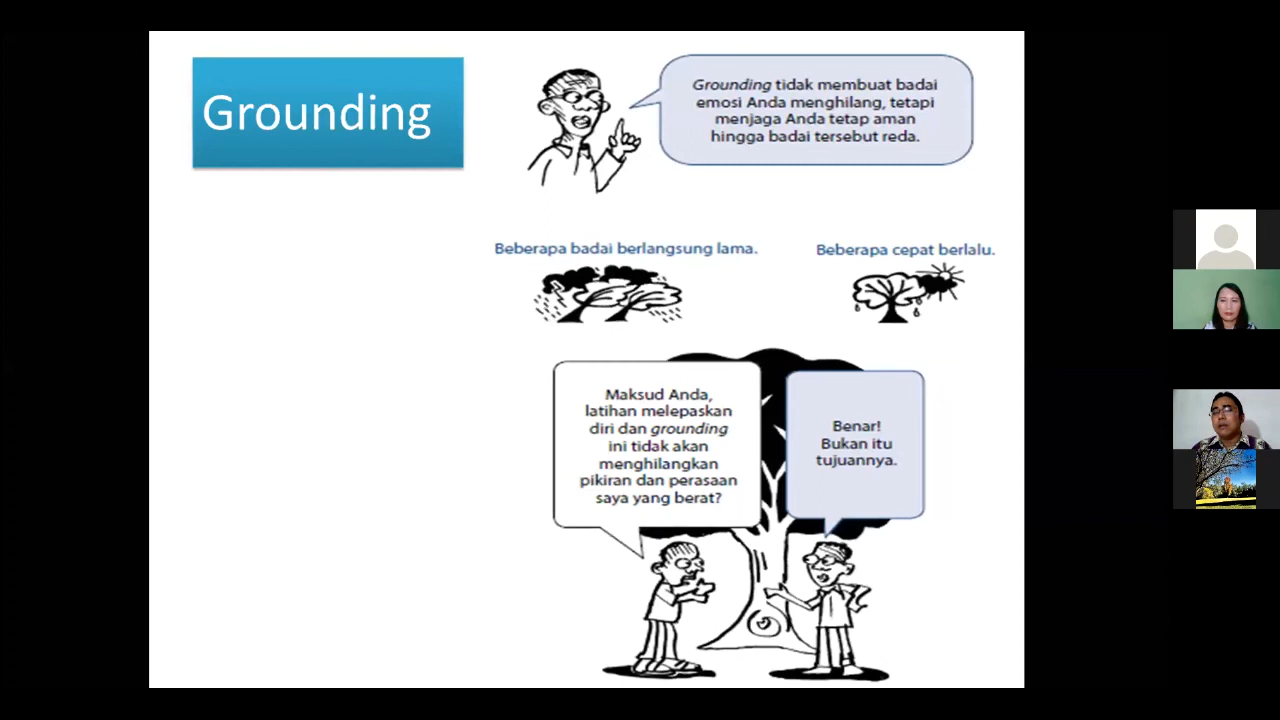 Grounding
Grounding tidak membuat badai
emosi Anda menghilang, tetapi
menjaga Anda tetap aman
hingga badai tersebut reda.
Beberapa badai berlangsung lama.
Beberapa cepat berlalu.
Maksud Anda,
latihan melepaskan
diri dan grounding
ini tidak akan
menghilangkan
pikiran dan perasaan
saya yang berat?
Benar!
Bukan itu
tujuannya.